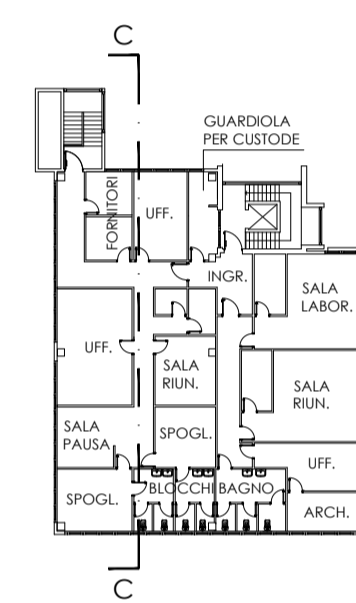 C
GUARDIOLA
PER CUSTODE
FORNITORI
UFF.
INGR.
SALA
LABOR.
UFF.
SALA
RIUN.
SALA
RIUN.
SALA
PAUSA
SPOGL.
UFF.
SPOGL.
BLOCCHI BAGNO
ARCH.
C